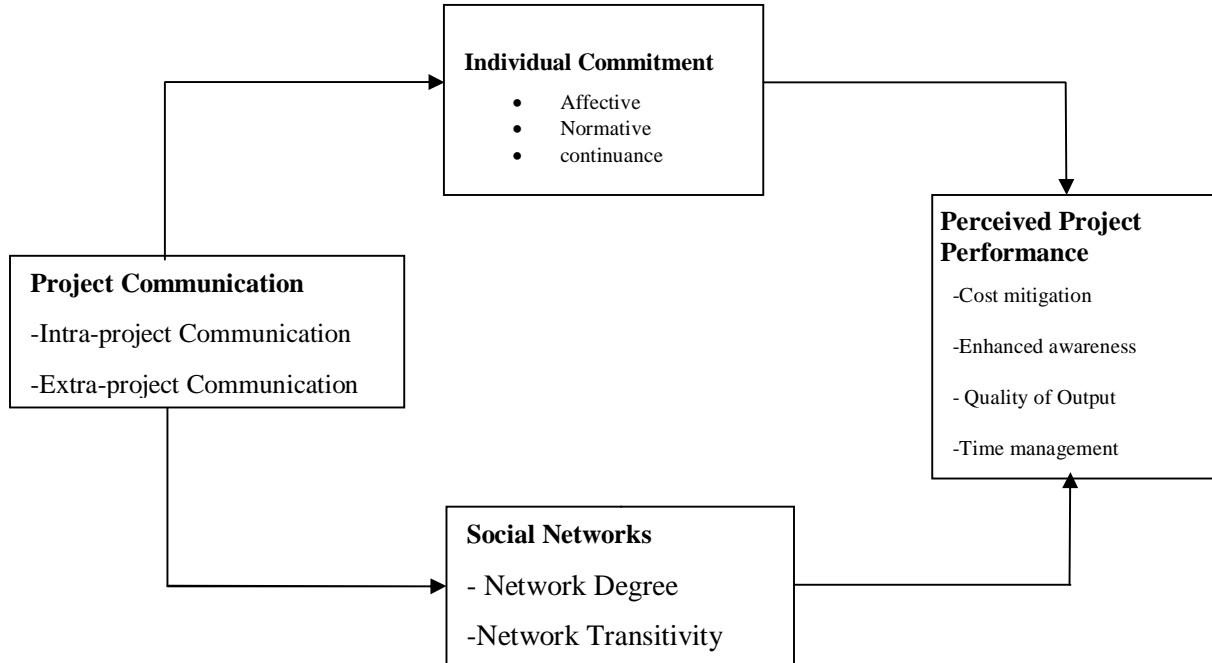 Individual Commitment
• Affective
• Normative
• continuance
Project Communication
-Intra-project Communication
-Extra-project Communication
Perceived Project
Performance
-Cost mitigation
-Enhanced awareness
- Quality of Output
-Time management
Social Networks
- Network Degree
-Network Transitivity